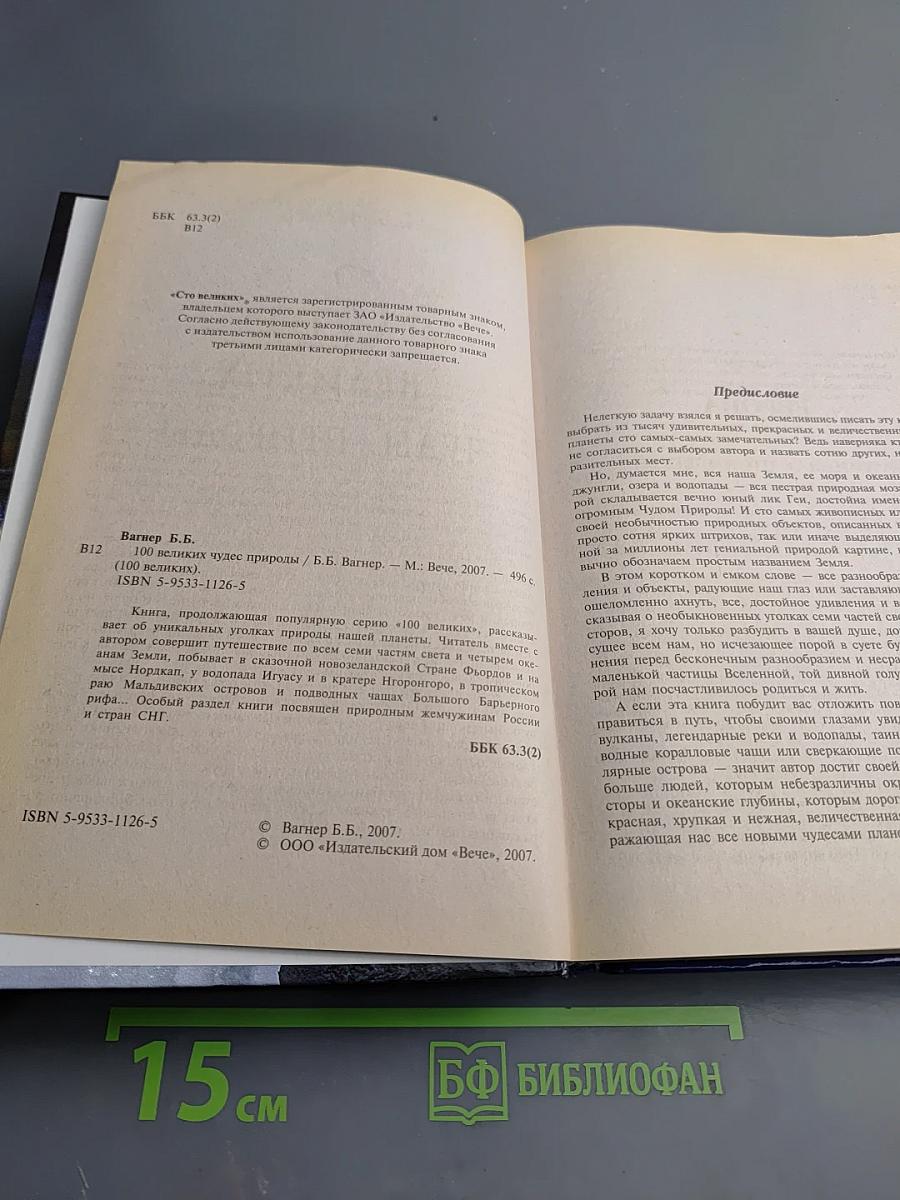 ББК 63.3(2)
В12
«Сто великих»® является зарегистрированным товарным знаком,
владельцем которого выступает ЗАО «Издательство «Вече».
Согласно действующему законодательству без согласования
с издательством использование данного товарного знака
третьими лицами категорически запрещается.
Вагнер Б.Б.
В12 100 великих чудес природы / Б.Б. Вагнер. — М.: Вече, 2007. — 496 с.
(100 великих).
ISBN 5-9533-1126-5
Книга, продолжающая популярную серию «100 великих», рассказы-
вает об уникальных уголках природы нашей планеты. Читатель вместе с
автором совершит путешествие по всем семи частям света и четырем оке-
анам Земли, побывает в сказочной новозеландской Стране Фьордов и на
мысе Нордкап, у водопада Игуасу и в кратере Нгоронгоро, в тропическом
раю Мальдивских островов и подводных чащах Большого Барьерного
рифа... Особый раздел книги посвящен природным жемчужинам России
и стран СНГ.
ББК 63.3(2)
ISBN 5-9533-1126-5
© Вагнер Б.Б., 2007.
© ООО «Издательский дом «Вече», 2007.
Предисловие
Нелегкую задачу взялся я решать, осмелившись писать эту
выбрать из тысяч удивительных, прекрасных и величественн
планеты сто самых-самых замечательных? Ведь наверняка
не согласиться с выбором автора и назвать сотню других,
разительных мест.
Но, думается мне, вся наша Земля, ее моря и океан
джунгли, озера и водопады — вся пестрая природная моза
рой складывается вечно юный лик Геи, достойна имен
огромным Чудом Природы! И сто самых живописных ил
своей необычностью природных объектов, описанных
просто сотня ярких штрихов, так или иначе выделяющ
ной за миллионы лет гениальной природой картине,
вычно обозначаем простым названием Земля.
В этом коротком и емком слове — все разнообраз
ления и объекты, радующие наш глаз или заставляю
ошеломленно ахнуть, все, достойное удивления и в
сказывая о необыкновенных уголках семи частей све
сторов, я хочу только разбудить в вашей душе, до
сущее всем нам, но исчезающее порой в суете бу
нения перед бесконечным разнообразием и несра
маленькой частицы Вселенной, той дивной голу
рой нам посчастливилось родиться и жить.
А если эта книга побудит вас отложить пов
правиться в путь, чтобы своими глазами увид
вулканы, легендарные реки и водопады, таин
водные коралловые чащи или сверкающие по
лярные острова — значит автор достиг своей
больше людей, которым небезразличны окр
сторы и океанские глубины, которым дорог
красная, хрупкая и нежная, величественная
ражающая нас все новыми чудесами плане
15 см
БФ БИБЛИОФАН